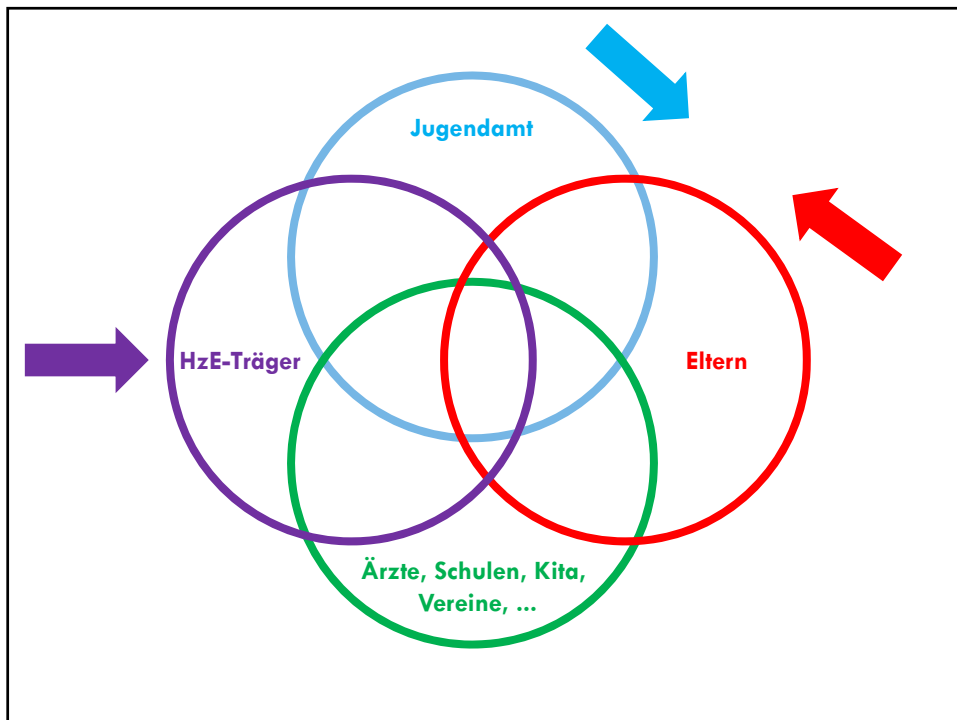 Jugendamt
HzE-Träger
Eltern
Ärzte, Schulen, Kita,
Vereine, ...